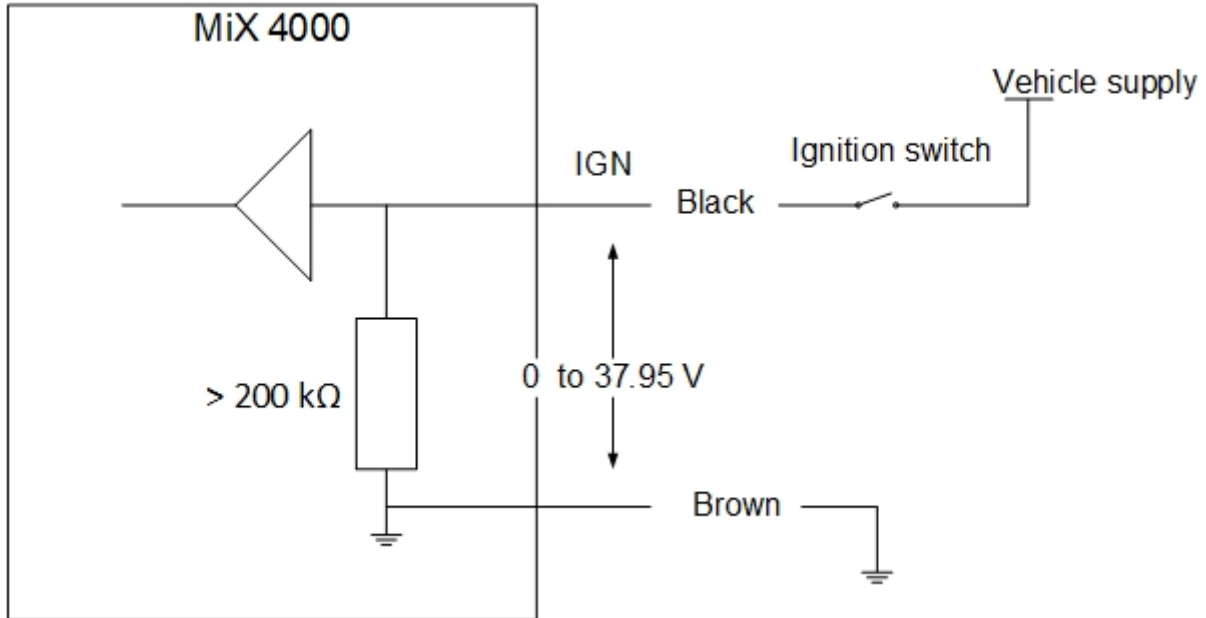 MiX 4000
Vehicle supply
Ignition switch
IGN
Black
0 to 37.95 V
> 200 kΩ
Brown